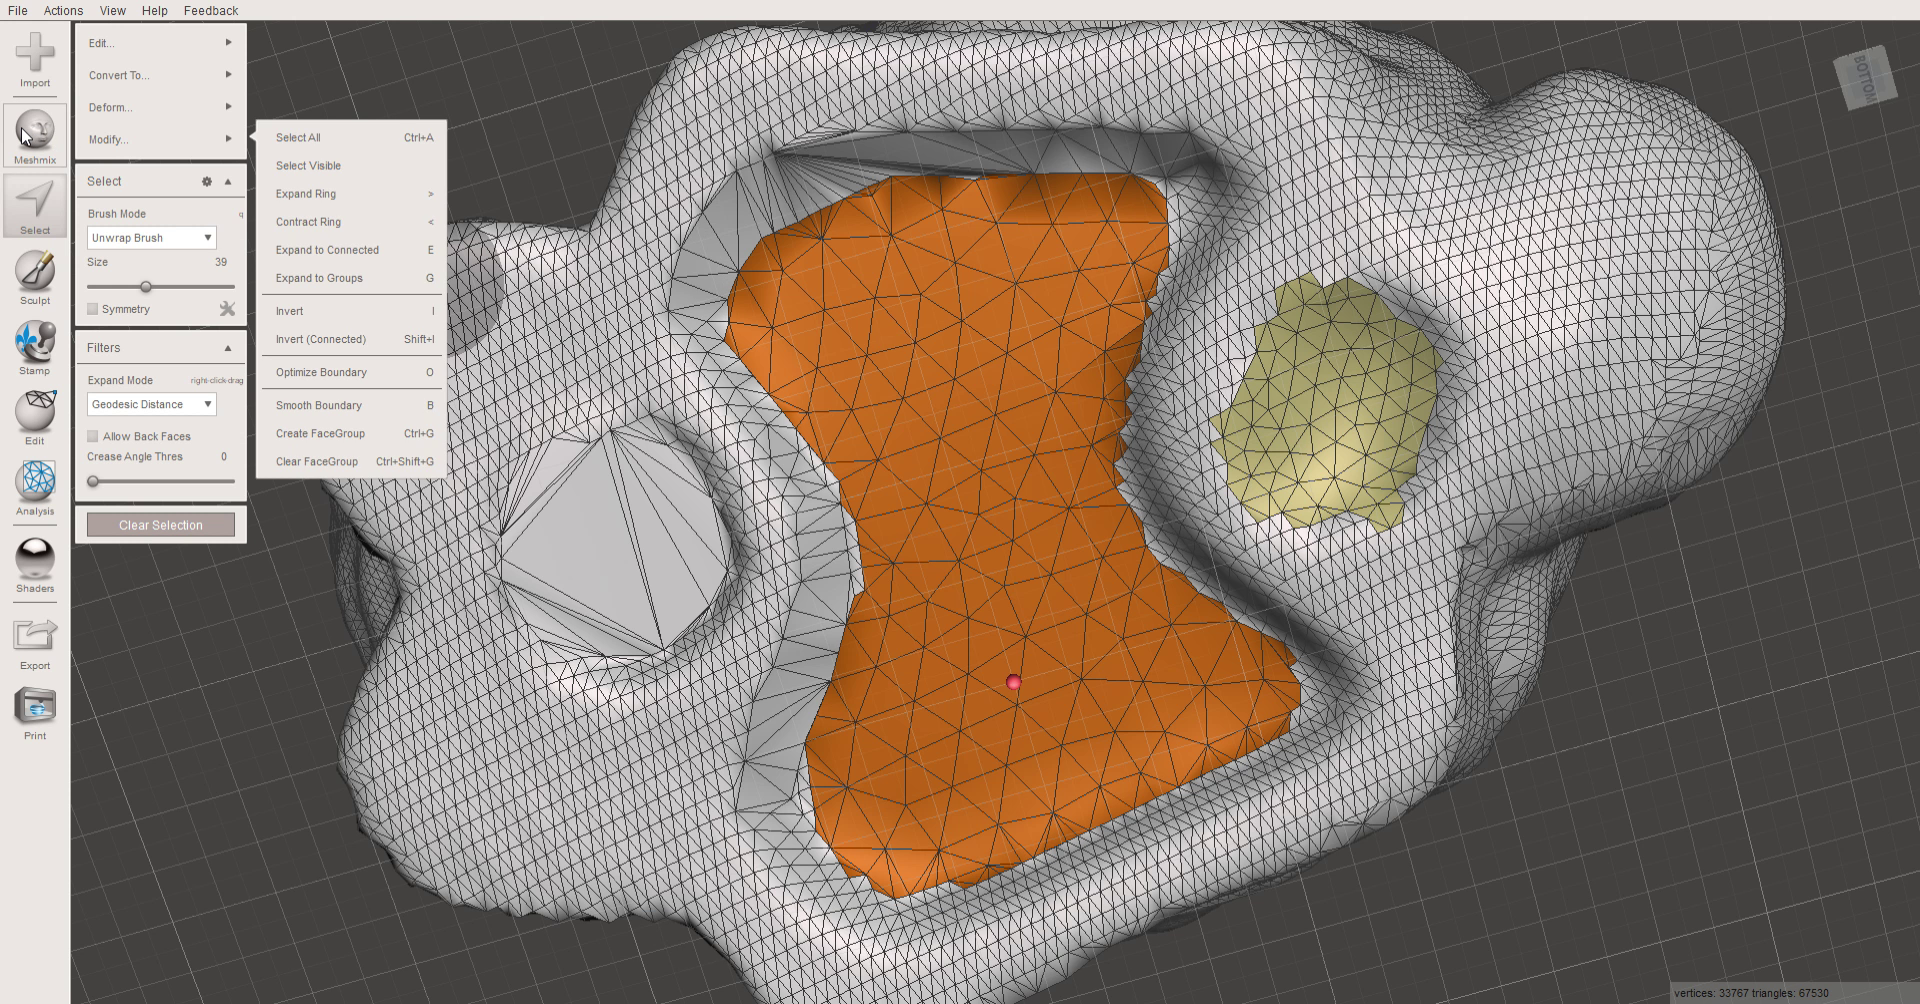 File Actions View Help Feedback
Import
Meshmix
Select
Sculpt
Stamp
Edit
Analysis
Shaders
Export
Print
Edit...
Convert To...
Deform...
Modify...
Select
Brush Mode q
Unwrap Brush
Size 39
Symmetry
Filters
Expand Mode right-click-drag
Geodesic Distance
Allow Back Faces
Crease Angle Thres 0
Clear Selection
Select All Ctrl+A
Select Visible
Expand Ring >
Contract Ring <
Expand to Connected E
Expand to Groups G
Invert I
Invert (Connected) Shift+I
Optimize Boundary O
Smooth Boundary B
Create FaceGroup Ctrl+G
Clear FaceGroup Ctrl+Shift+G
BOTTOM
vertices: 33767 triangles: 67530